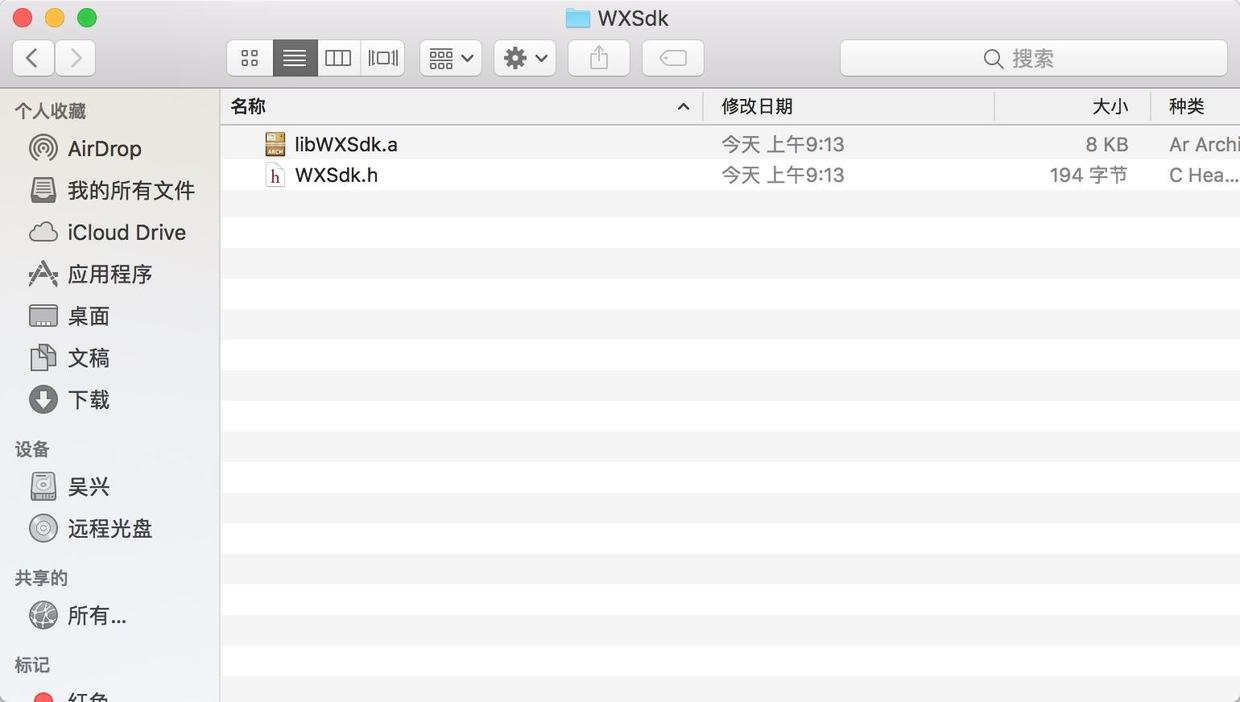 WXSdk
搜索
个人收藏
AirDrop
我的所有文件
iCloud Drive
应用程序
桌面
文稿
下载
设备
吴兴
远程光盘
共享的
所有...
标记
红色
名称 修改日期 大小 种类
libWXSdk.a 今天 上午9:13 8 KB Ar Archi
WXSdk.h 今天 上午9:13 194 字节 C Hea...